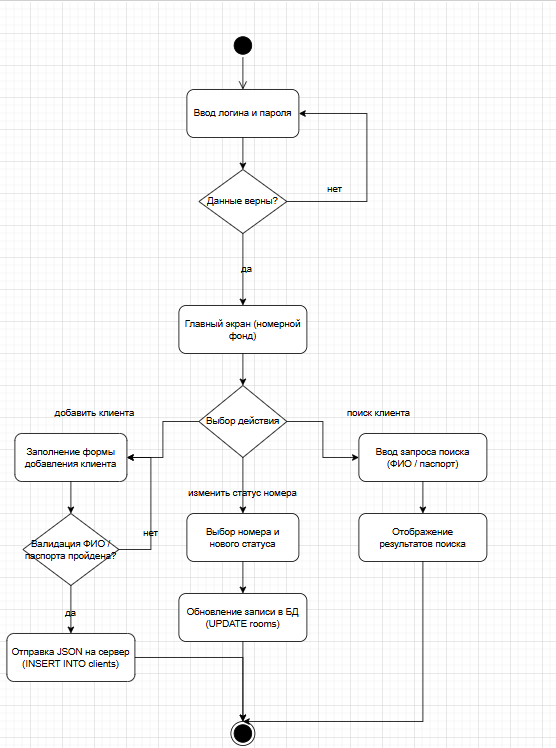 Ввод логина и пароля
Данные верны?
нет
да
Главный экран (номерной
фонд)
добавить клиента
Выбор действия
поиск клиента
Заполнение формы
добавления клиента
Ввод запроса поиска
(ФИО / паспорт)
изменить статус номера
Валидация ФИО /
паспорта пройдена?
нет
Выбор номера и
нового статуса
Отображение
результатов поиска
да
Обновление записи в БД
(UPDATE rooms)
Отправка JSON на сервер
(INSERT INTO clients)